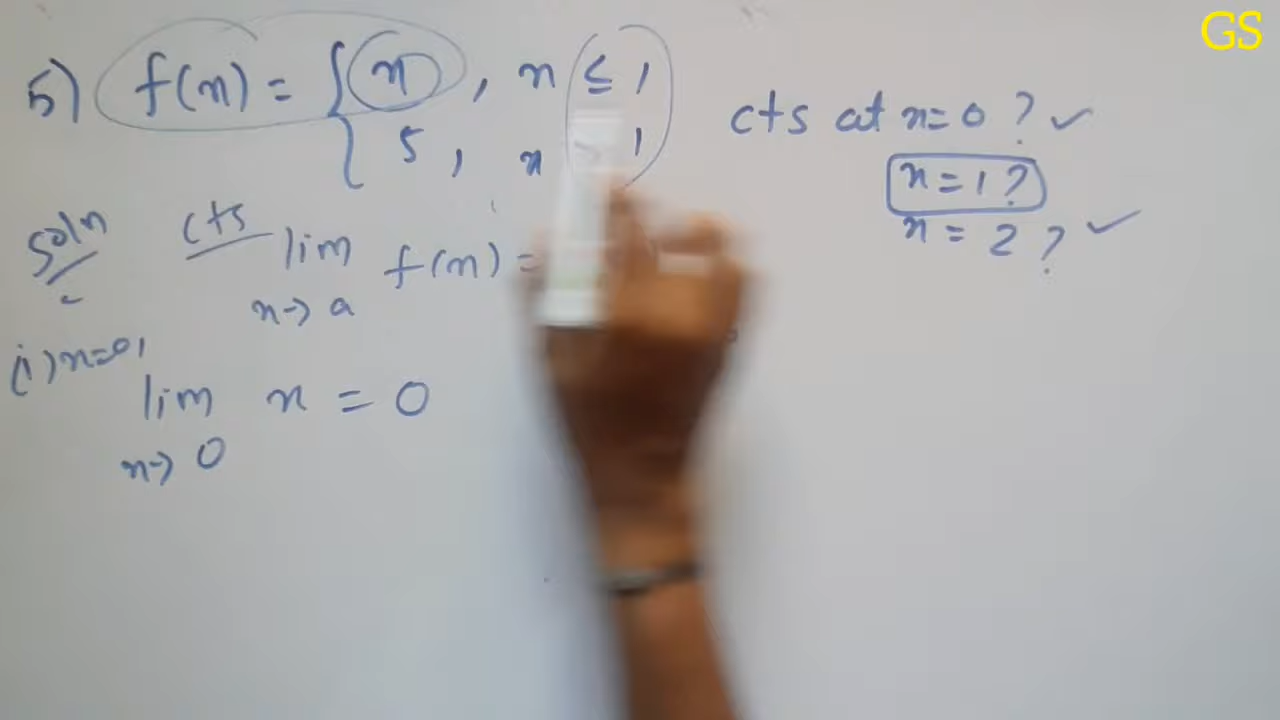 GS
5) f(x) = { x , x ≤ 1
5 , x > 1
cts at x=0 ? ✓
x = 1 ?
x = 2 ? ✓
Soln
cts lim f(x) =
x→a
(i) x=0,
lim x = 0
x→0